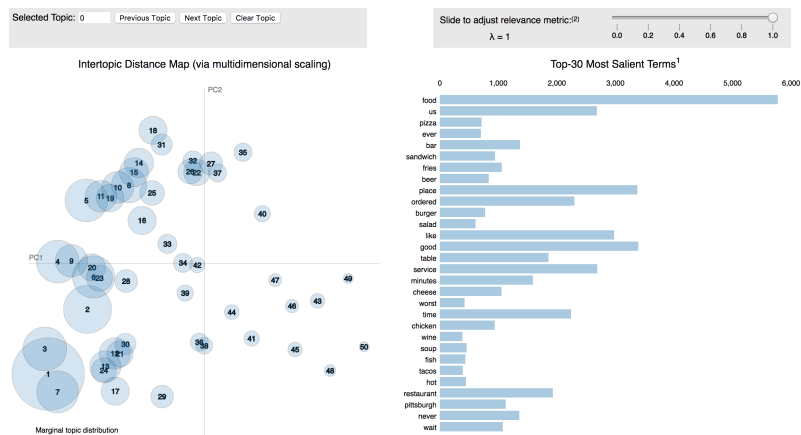 Selected Topic: 0 Previous Topic Next Topic Clear Topic
Slide to adjust relevance metric:(2)
λ = 1
0.0 0.2 0.4 0.6 0.8 1.0
Intertopic Distance Map (via multidimensional scaling)
PC2
PC1
18
31
14
15
32
27
35
26
22
37
10
8
11
19
5
25
16
40
33
4
9
20
34
42
6
23
28
47
49
39
2
46
43
44
3
30
36
38
41
12
21
45
50
13
24
1
48
7
17
29
Marginal topic distribution
Top-30 Most Salient Terms1
0 1,000 2,000 3,000 4,000 5,000 6,000
food
us
pizza
ever
bar
sandwich
fries
beer
place
ordered
burger
salad
like
good
table
service
minutes
cheese
worst
time
chicken
wine
soup
fish
tacos
hot
restaurant
pittsburgh
never
wait